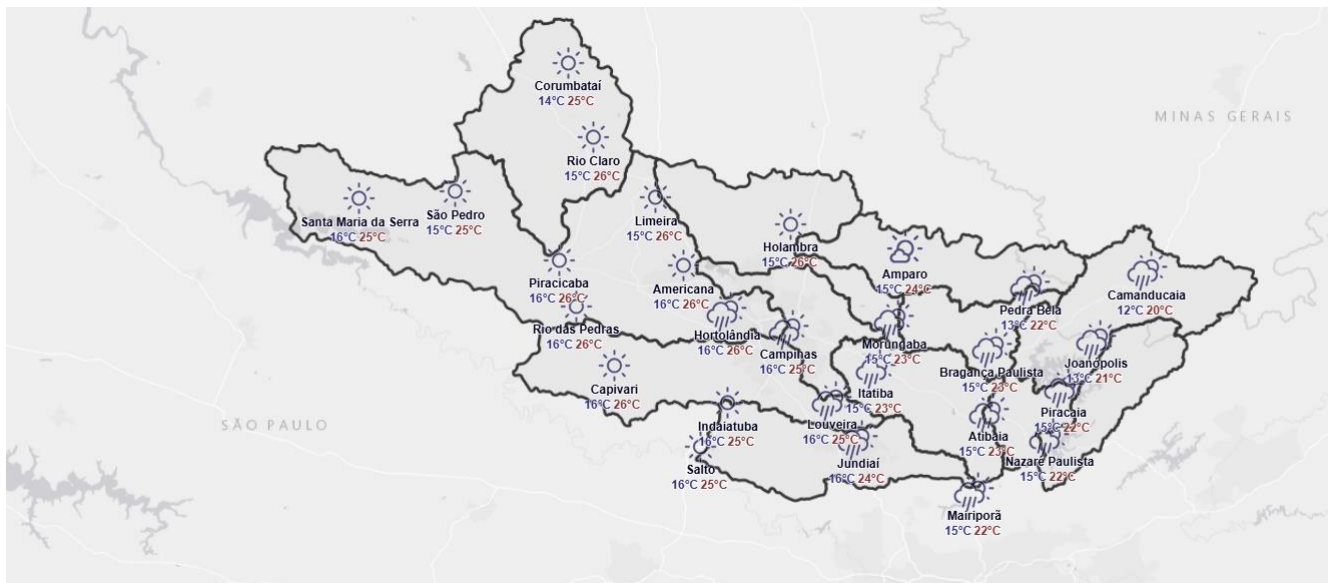 Corumbataí
14°C 25°C
MINAS GERAIS
Rio Claro
15°C 26°C
Santa Maria da Serra
16°C 25°C
São Pedro
15°C 25°C
Limeira
15°C 26°C
Holambra
15°C 26°C
Amparo
15°C 24°C
Piracicaba
16°C 26°C
Americana
16°C 26°C
Camanducaia
12°C 20°C
Pedra Bela
13°C 22°C
Rio das Pedras
16°C 26°C
Hortolândia
16°C 26°C
Campinas
16°C 25°C
Morungaba
15°C 23°C
Bragança Paulista
15°C 23°C
Joanópolis
13°C 21°C
Capivari
16°C 26°C
Itatiba
15°C 23°C
Piracaia
15°C 22°C
SÃO PAULO
Indaiatuba
16°C 25°C
Louveira
16°C 25°C
Atibaia
15°C 23°C
Salto
16°C 25°C
Jundiaí
16°C 24°C
Nazaré Paulista
15°C 22°C
Mairiporã
15°C 22°C